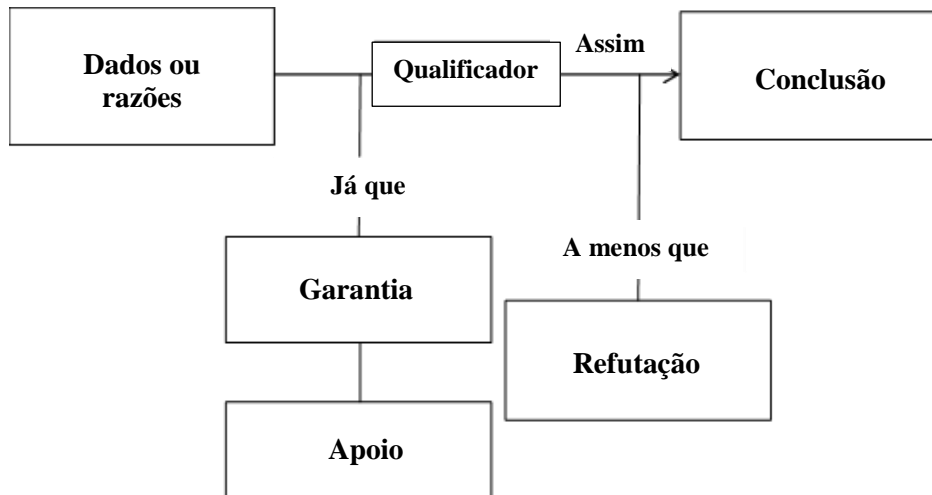 Dados ou
razões
Qualificador
Assim
Conclusão
Já que
A menos que
Garantia
Refutação
Apoio